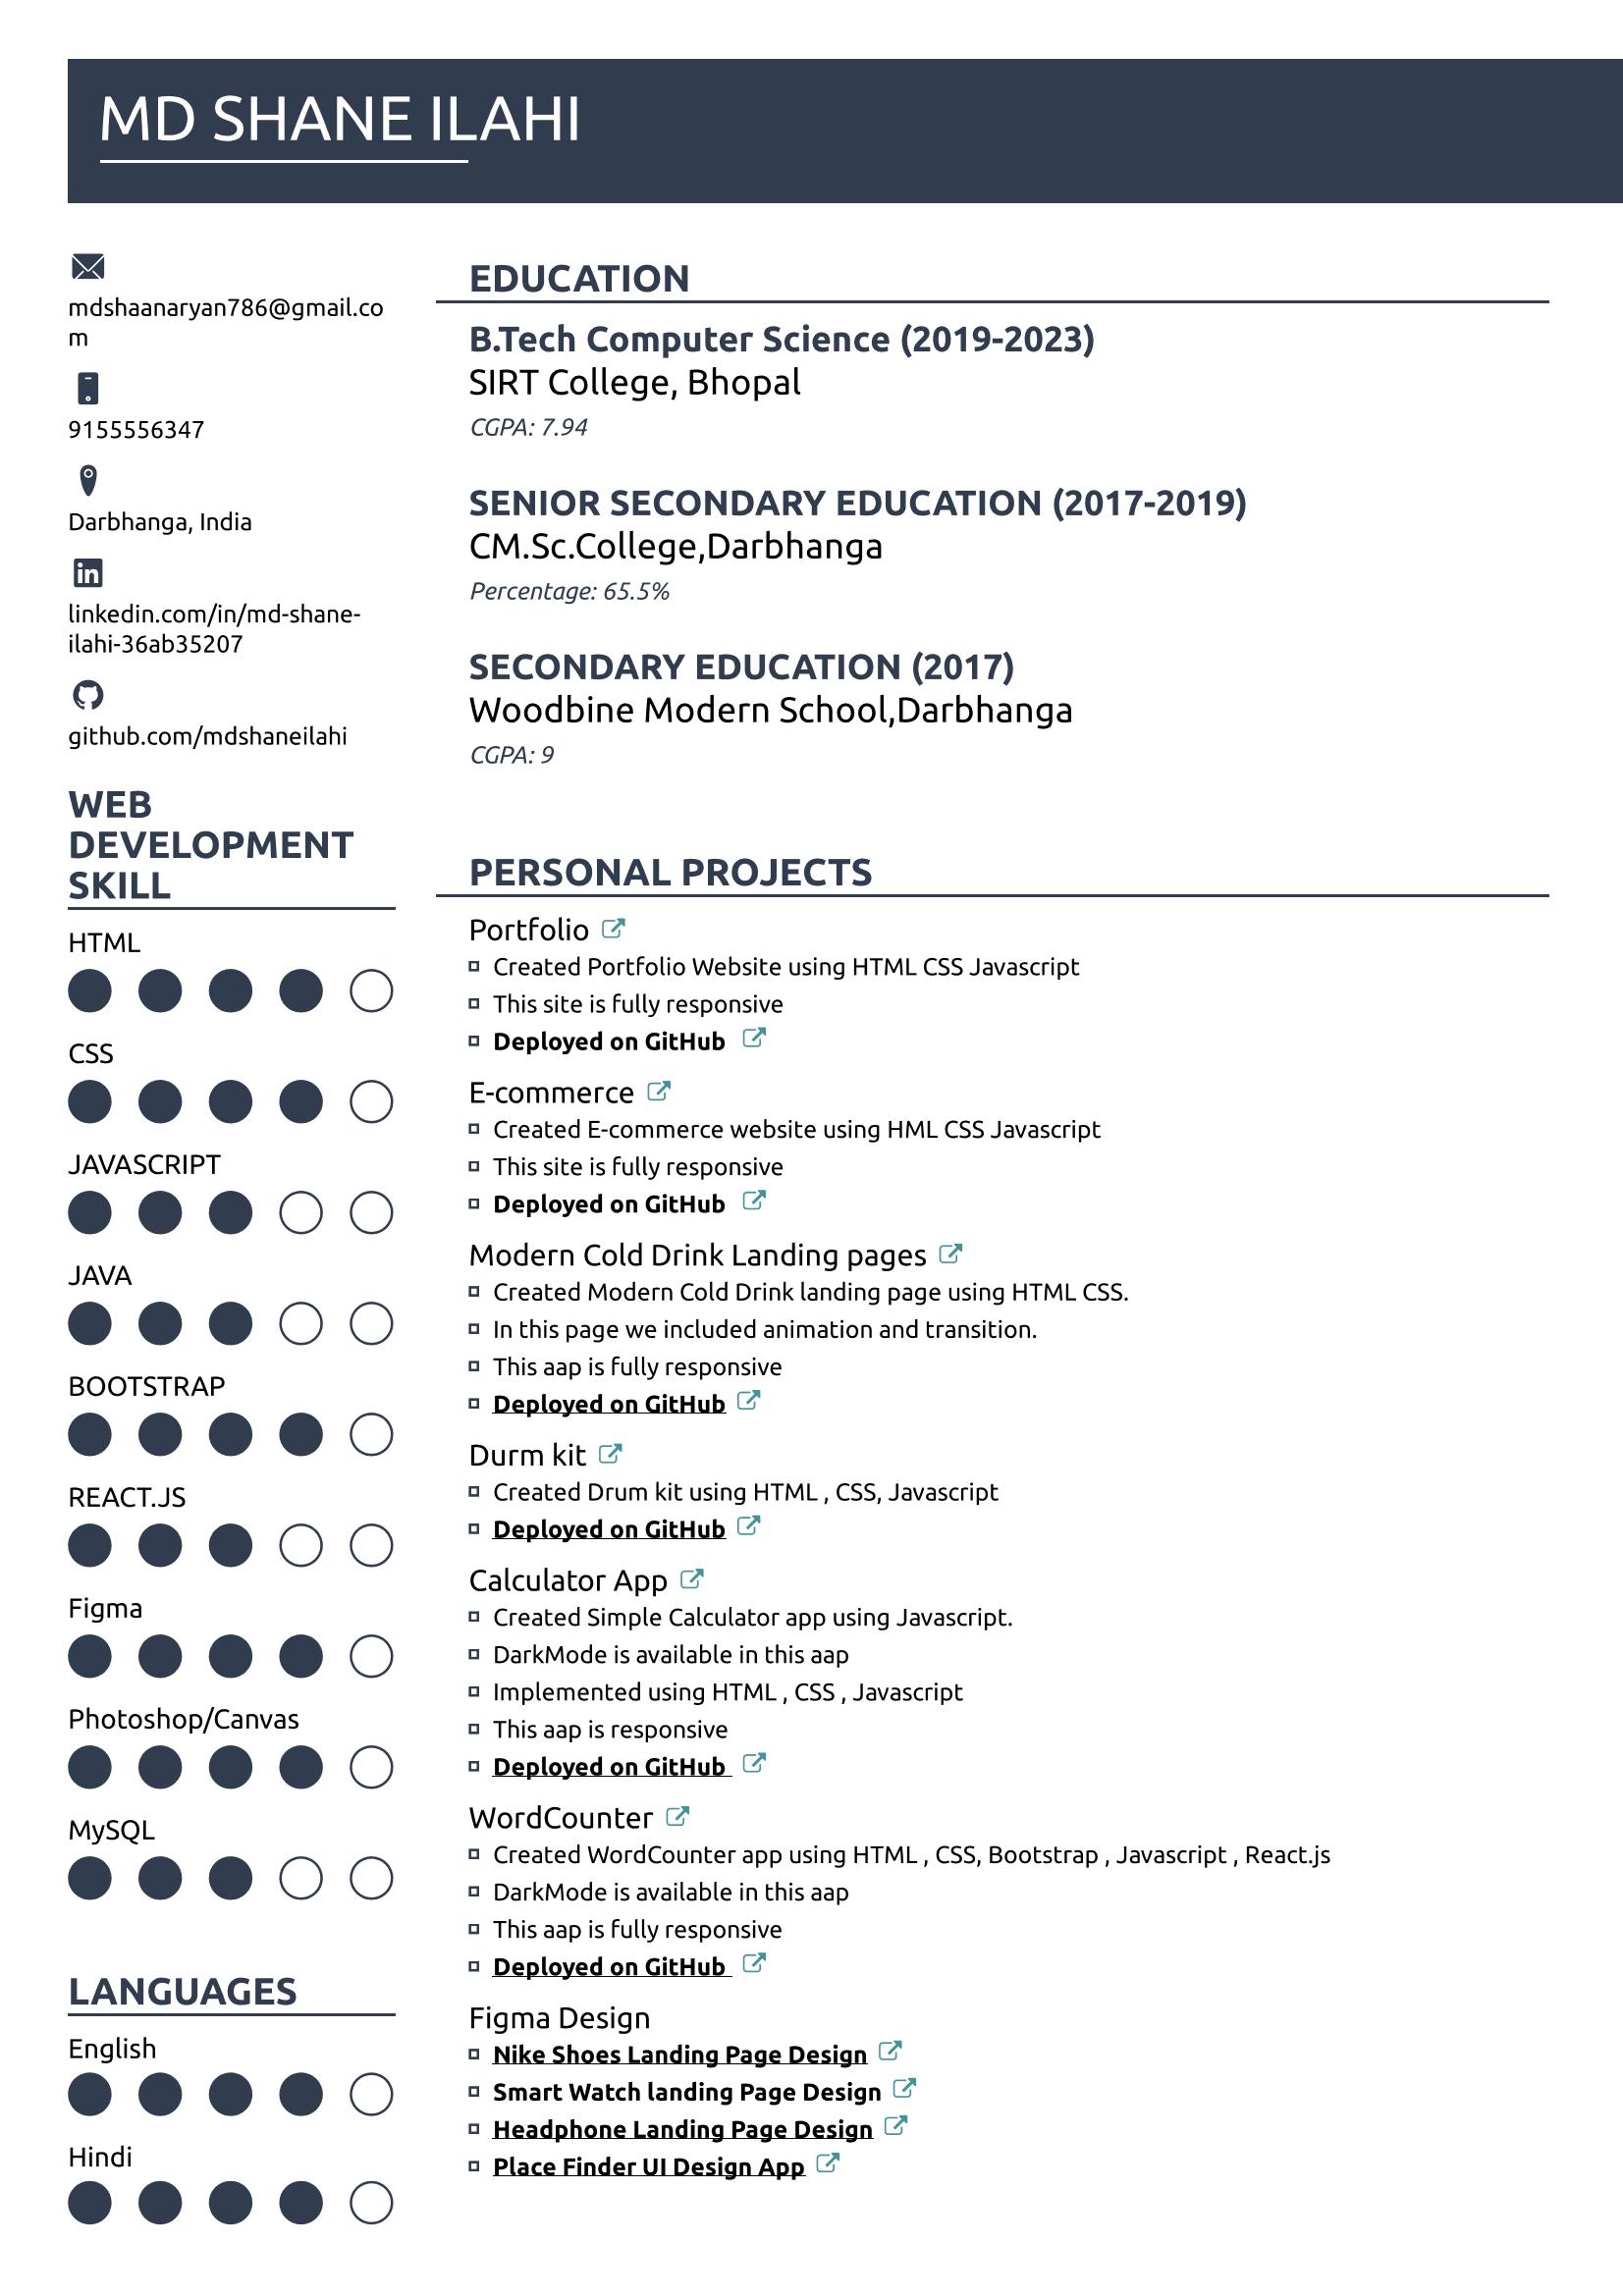 MD SHANE ILAHI
mdshaanaryan786@gmail.co
m
9155556347
Darbhanga, India
linkedin.com/in/md-shane-
ilahi-36ab35207
github.com/mdshaneilahi
WEB
DEVELOPMENT
SKILL
HTML
CSS
JAVASCRIPT
JAVA
BOOTSTRAP
REACT.JS
Figma
Photoshop/Canvas
MySQL
LANGUAGES
English
Hindi
EDUCATION
B.Tech Computer Science (2019-2023)
SIRT College, Bhopal
CGPA: 7.94
SENIOR SECONDARY EDUCATION (2017-2019)
CM.Sc.College,Darbhanga
Percentage: 65.5%
SECONDARY EDUCATION (2017)
Woodbine Modern School,Darbhanga
CGPA: 9
PERSONAL PROJECTS
Portfolio
Created Portfolio Website using HTML CSS Javascript
This site is fully responsive
Deployed on GitHub
E-commerce
Created E-commerce website using HML CSS Javascript
This site is fully responsive
Deployed on GitHub
Modern Cold Drink Landing pages
Created Modern Cold Drink landing page using HTML CSS.
In this page we included animation and transition.
This aap is fully responsive
Deployed on GitHub
Durm kit
Created Drum kit using HTML , CSS, Javascript
Deployed on GitHub
Calculator App
Created Simple Calculator app using Javascript.
DarkMode is available in this aap
Implemented using HTML , CSS , Javascript
This aap is responsive
Deployed on GitHub
WordCounter
Created WordCounter app using HTML , CSS, Bootstrap , Javascript , React.js
DarkMode is available in this aap
This aap is fully responsive
Deployed on GitHub
Figma Design
Nike Shoes Landing Page Design
Smart Watch landing Page Design
Headphone Landing Page Design
Place Finder UI Design App